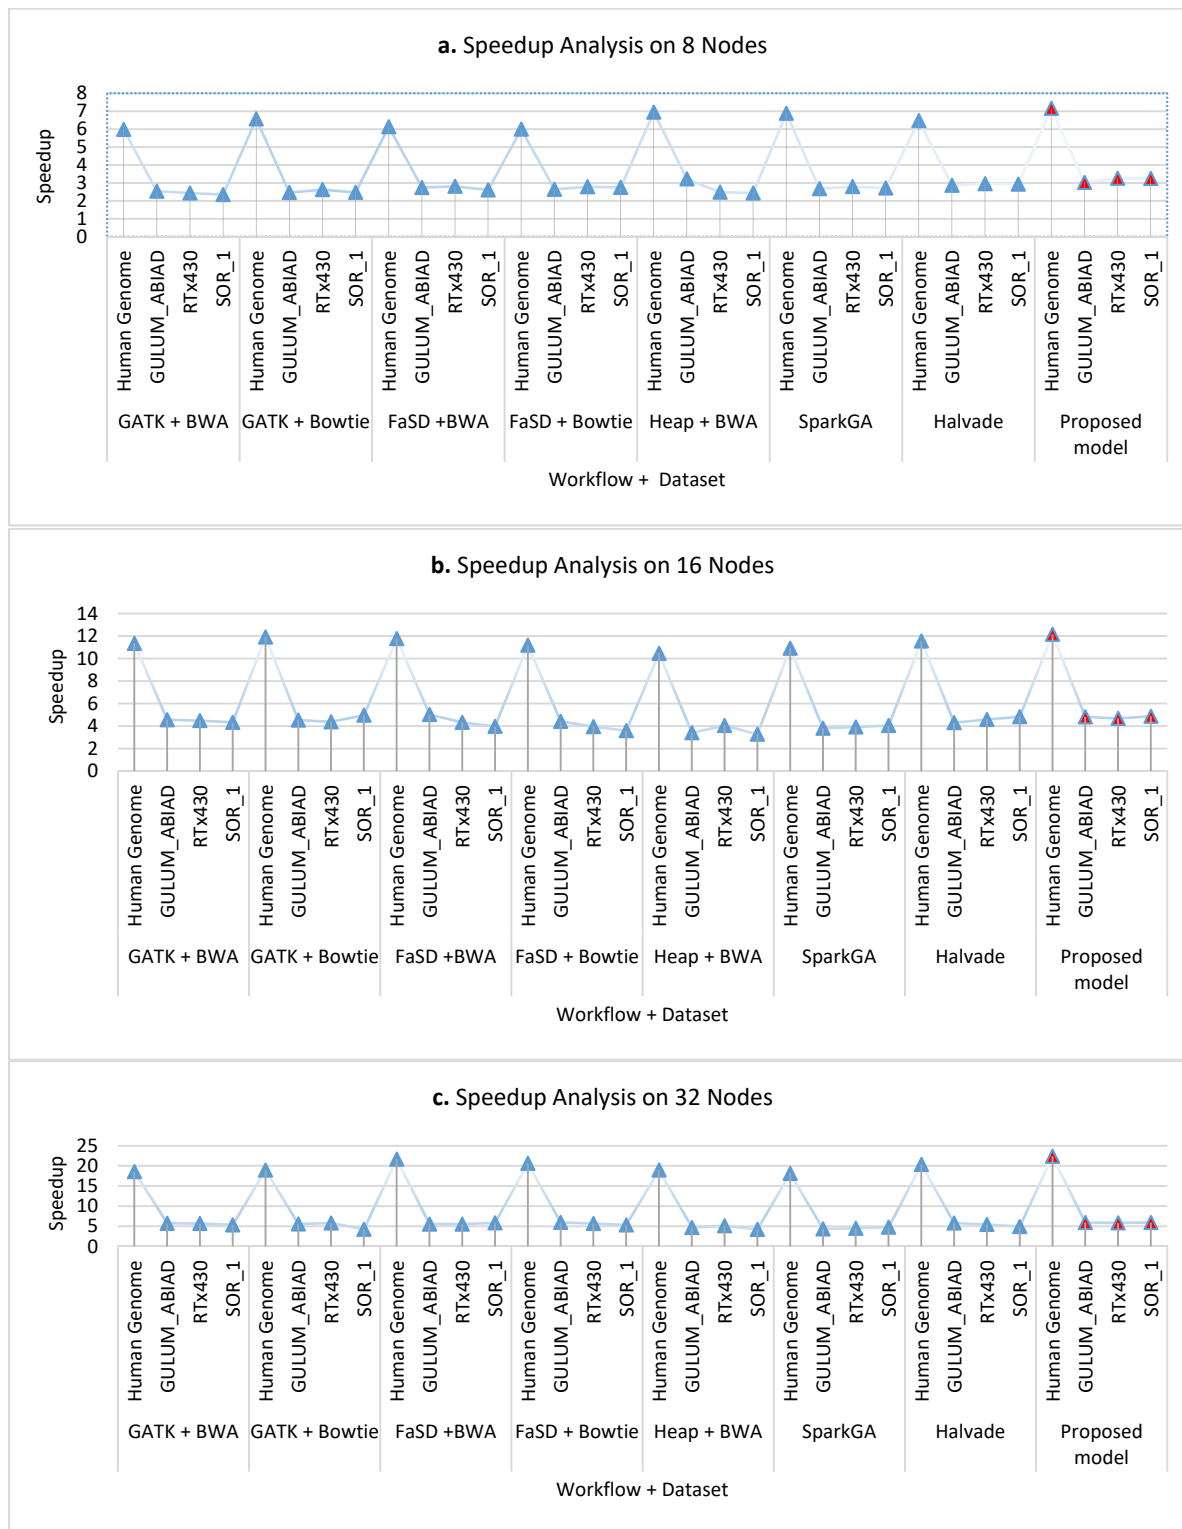 a. Speedup Analysis on 8 Nodes
8
7
6
5
4
3
2
1
0
Speedup
Human Genome
GULUM_ABIAD
RTx430
SOR_1
Human Genome
GULUM_ABIAD
RTx430
SOR_1
Human Genome
GULUM_ABIAD
RTx430
SOR_1
Human Genome
GULUM_ABIAD
RTx430
SOR_1
Human Genome
GULUM_ABIAD
RTx430
SOR_1
Human Genome
GULUM_ABIAD
RTx430
SOR_1
Human Genome
GULUM_ABIAD
RTx430
SOR_1
Human Genome
GULUM_ABIAD
RTx430
SOR_1
GATK + BWA
GATK + Bowtie
FaSD +BWA
FaSD + Bowtie
Heap + BWA
SparkGA
Halvade
Proposed
model
Workflow + Dataset
b. Speedup Analysis on 16 Nodes
14
12
10
8
6
4
2
0
Speedup
Human Genome
GULUM_ABIAD
RTx430
SOR_1
Human Genome
GULUM_ABIAD
RTx430
SOR_1
Human Genome
GULUM_ABIAD
RTx430
SOR_1
Human Genome
GULUM_ABIAD
RTx430
SOR_1
Human Genome
GULUM_ABIAD
RTx430
SOR_1
Human Genome
GULUM_ABIAD
RTx430
SOR_1
Human Genome
GULUM_ABIAD
RTx430
SOR_1
Human Genome
GULUM_ABIAD
RTx430
SOR_1
GATK + BWA
GATK + Bowtie
FaSD +BWA
FaSD + Bowtie
Heap + BWA
SparkGA
Halvade
Proposed
model
Workflow + Dataset
c. Speedup Analysis on 32 Nodes
25
20
15
10
5
0
Speedup
Human Genome
GULUM_ABIAD
RTx430
SOR_1
Human Genome
GULUM_ABIAD
RTx430
SOR_1
Human Genome
GULUM_ABIAD
RTx430
SOR_1
Human Genome
GULUM_ABIAD
RTx430
SOR_1
Human Genome
GULUM_ABIAD
RTx430
SOR_1
Human Genome
GULUM_ABIAD
RTx430
SOR_1
Human Genome
GULUM_ABIAD
RTx430
SOR_1
Human Genome
GULUM_ABIAD
RTx430
SOR_1
GATK + BWA
GATK + Bowtie
FaSD +BWA
FaSD + Bowtie
Heap + BWA
SparkGA
Halvade
Proposed
model
Workflow + Dataset